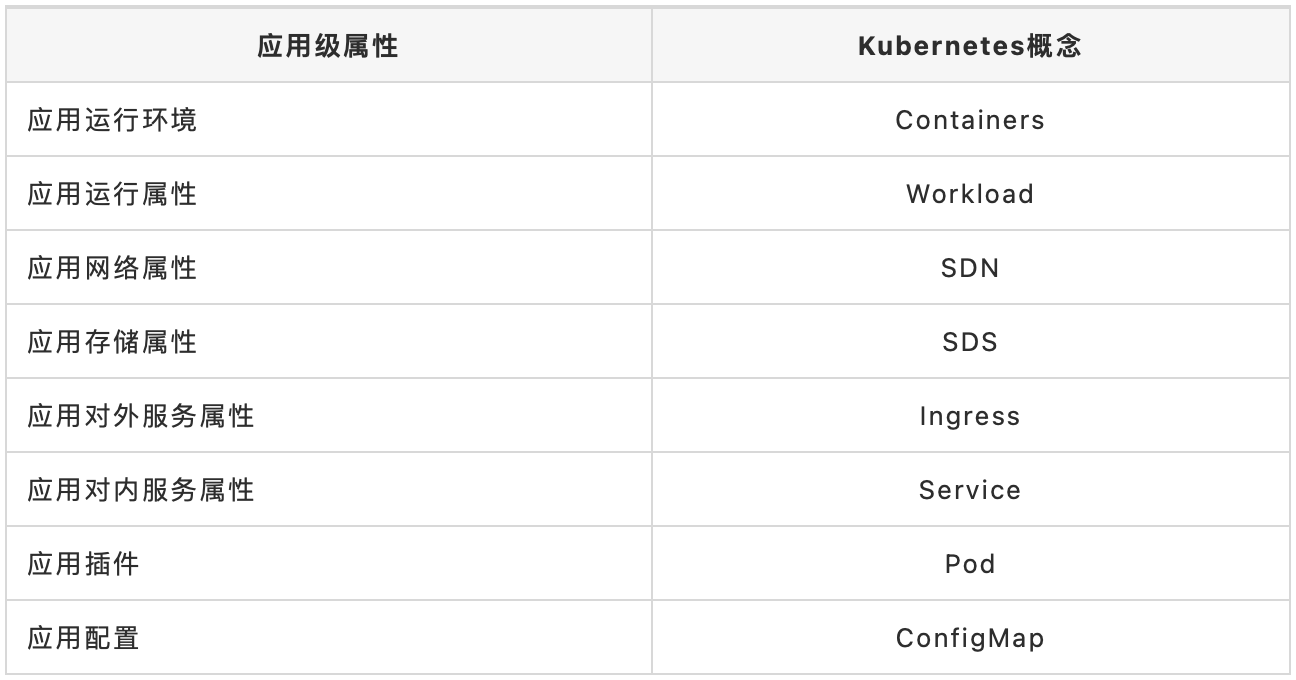 应用级属性 Kubernetes概念
应用运行环境 Containers
应用运行属性 Workload
应用网络属性 SDN
应用存储属性 SDS
应用对外服务属性 Ingress
应用对内服务属性 Service
应用插件 Pod
应用配置 ConfigMap